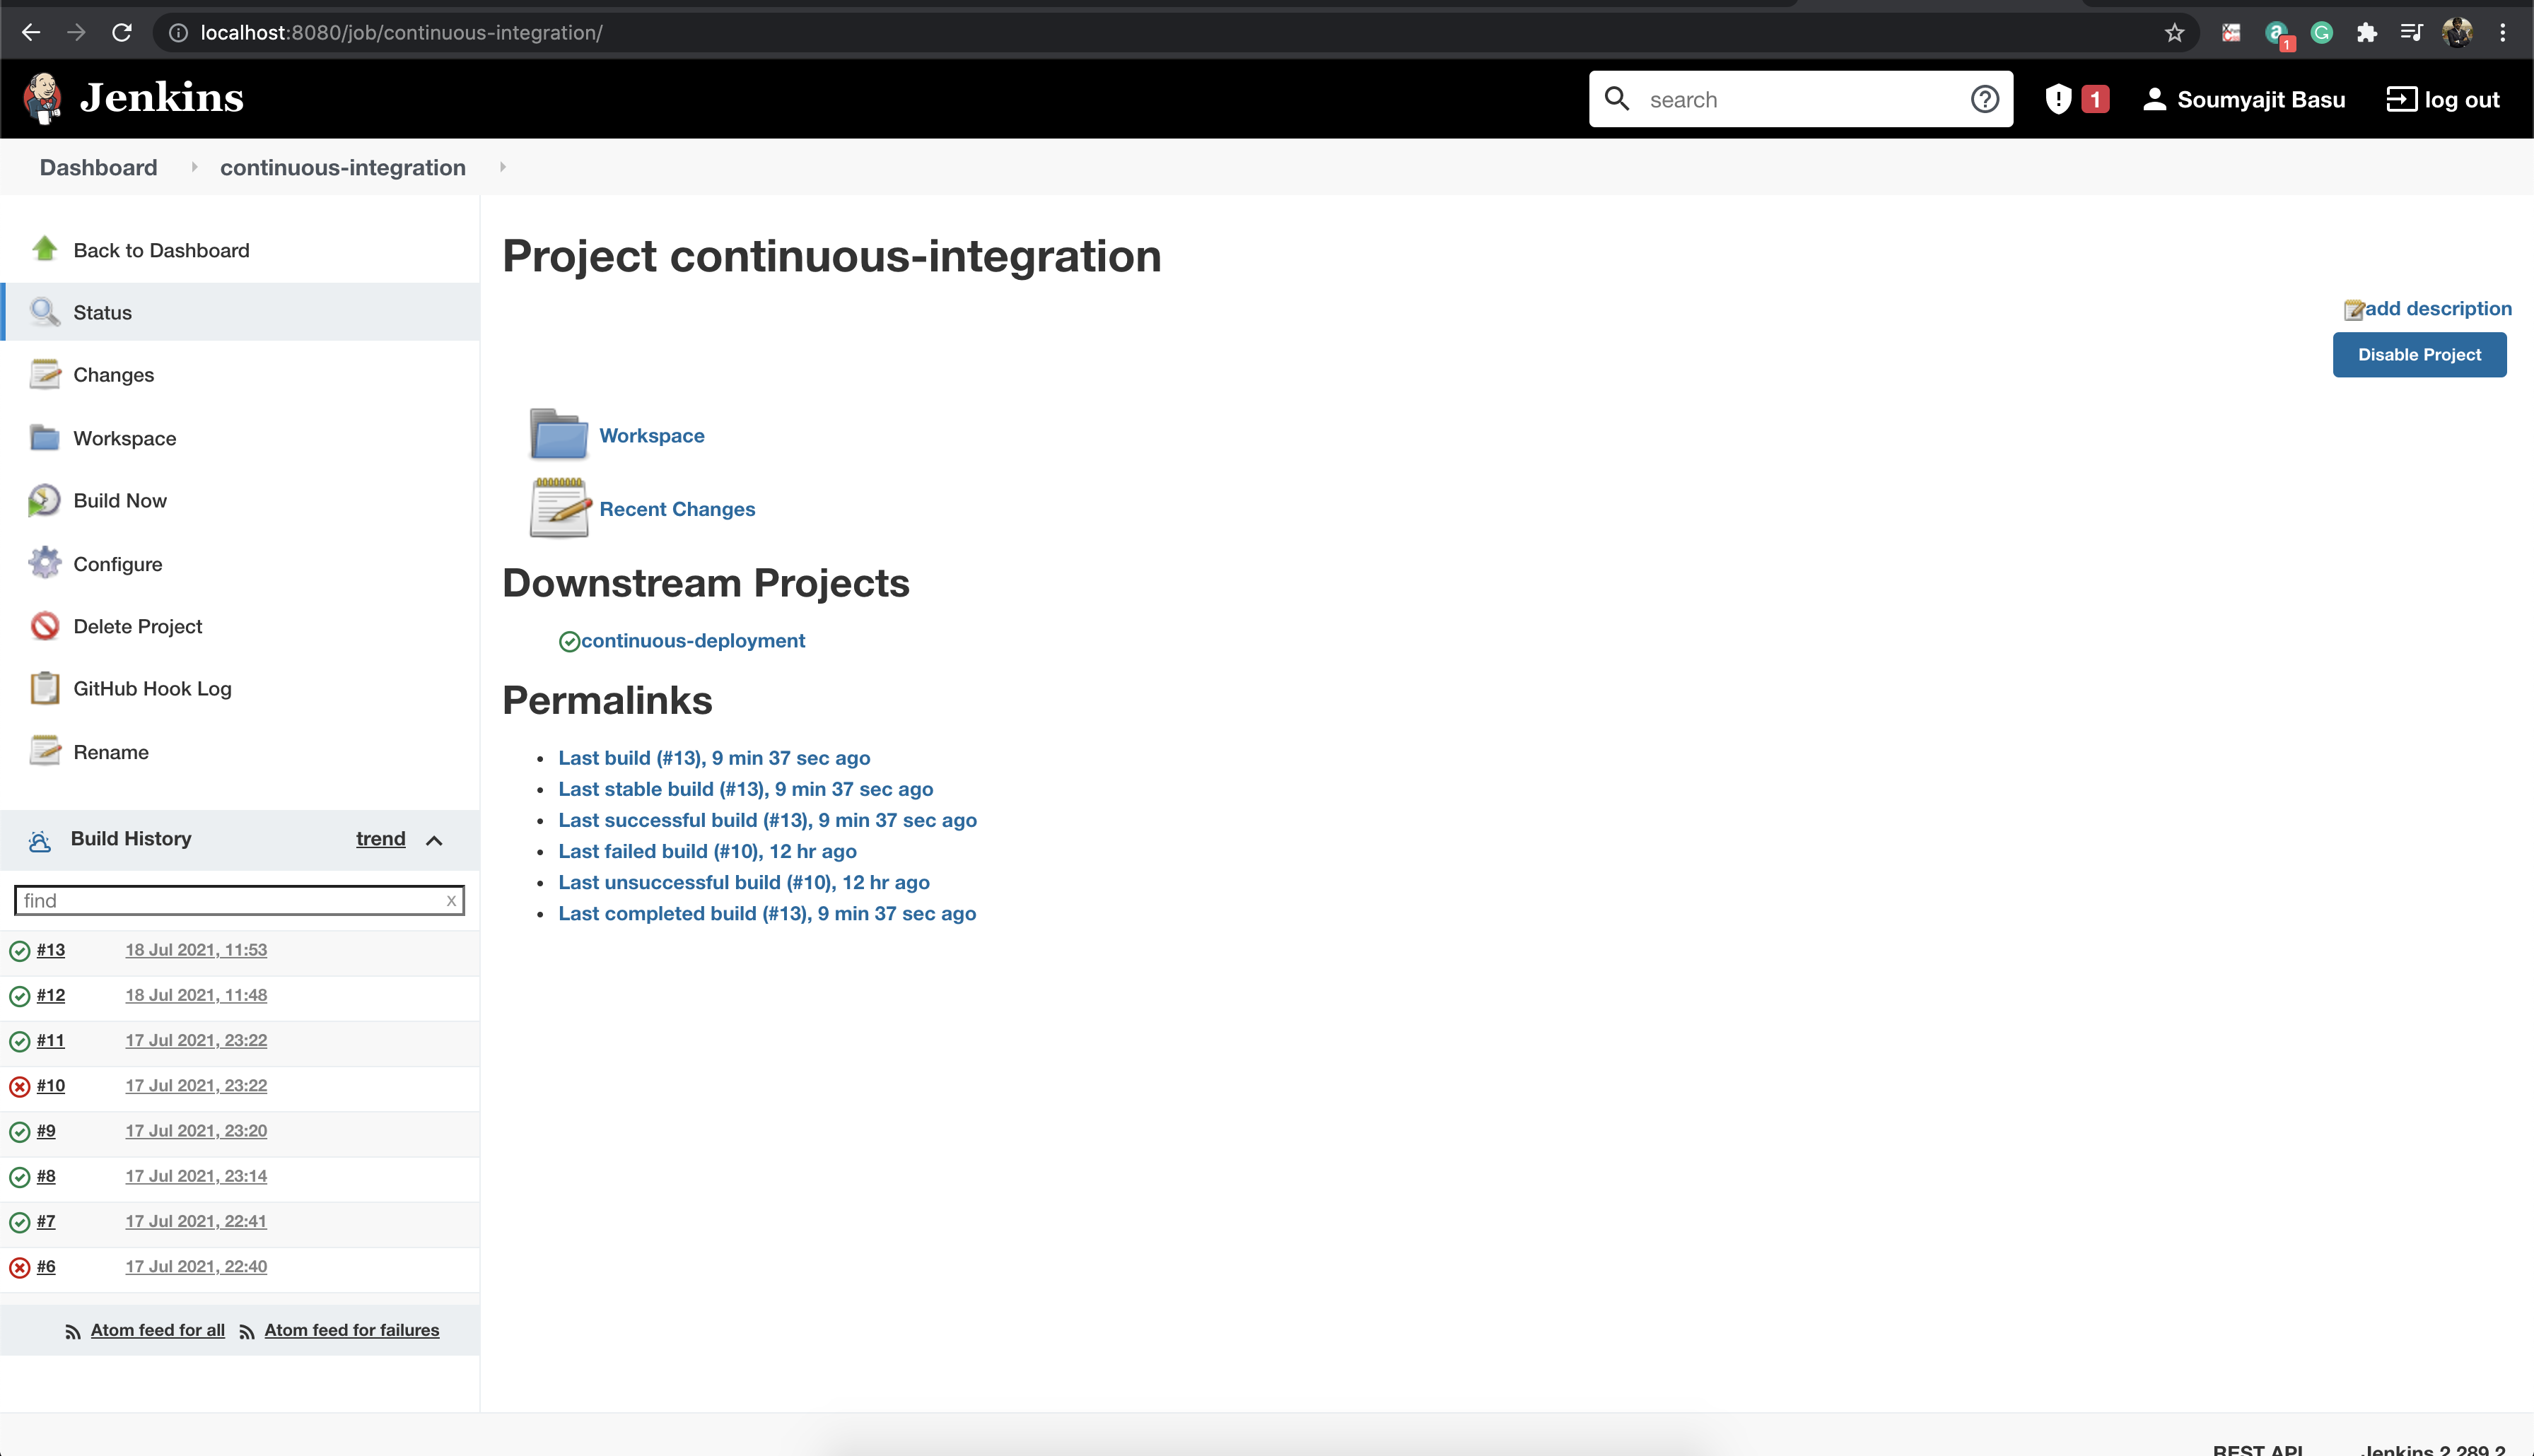 localhost:8080/job/continuous-integration/
1
Jenkins
search
1
Soumyajit Basu
log out
Dashboard
continuous-integration
Back to Dashboard
Status
Changes
Workspace
Build Now
Configure
Delete Project
GitHub Hook Log
Rename
Build History
trend
find
x
#13 18 Jul 2021, 11:53
#12 18 Jul 2021, 11:48
#11 17 Jul 2021, 23:22
#10 17 Jul 2021, 23:22
#9 17 Jul 2021, 23:20
#8 17 Jul 2021, 23:14
#7 17 Jul 2021, 22:41
#6 17 Jul 2021, 22:40
Atom feed for all
Atom feed for failures
Project continuous-integration
add description
Disable Project
Workspace
Recent Changes
Downstream Projects
continuous-deployment
Permalinks
Last build (#13), 9 min 37 sec ago
Last stable build (#13), 9 min 37 sec ago
Last successful build (#13), 9 min 37 sec ago
Last failed build (#10), 12 hr ago
Last unsuccessful build (#10), 12 hr ago
Last completed build (#13), 9 min 37 sec ago
REST API
Jenkins 2.289.2